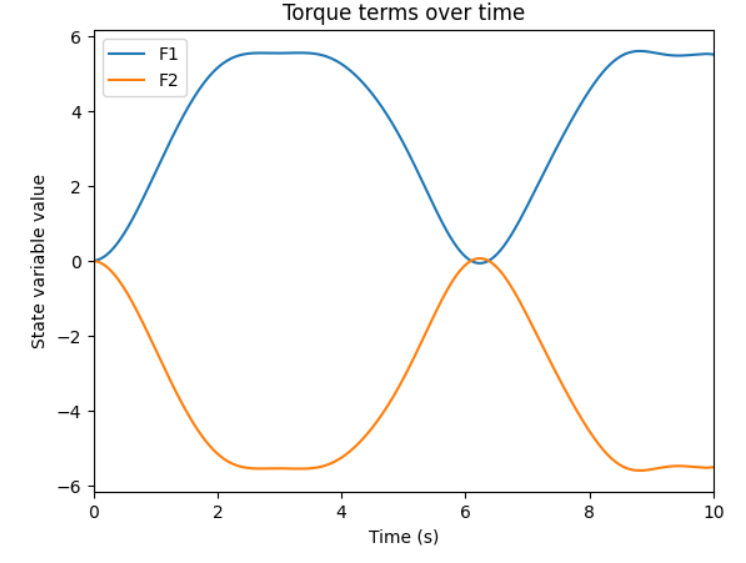 Torque terms over time
F1
F2
State variable value
6
4
2
0
−2
−4
−6
0 2 4 6 8 10
Time (s)